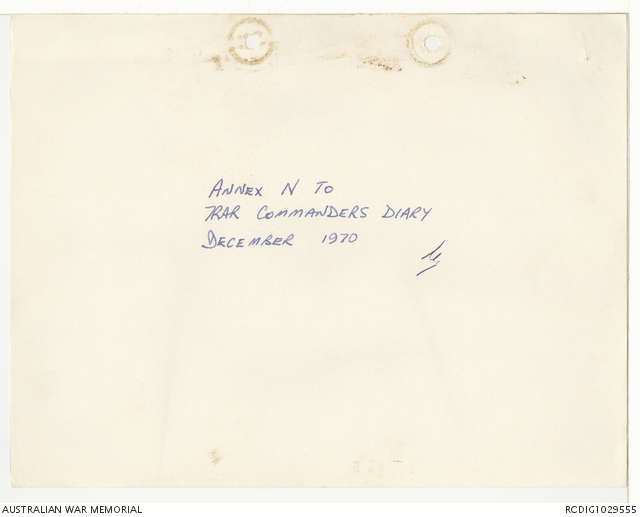 ANNEX N TO
7RAR COMMANDERS DIARY
DECEMBER 1970
AUSTRALIAN WAR MEMORIAL
RCDIG1029555